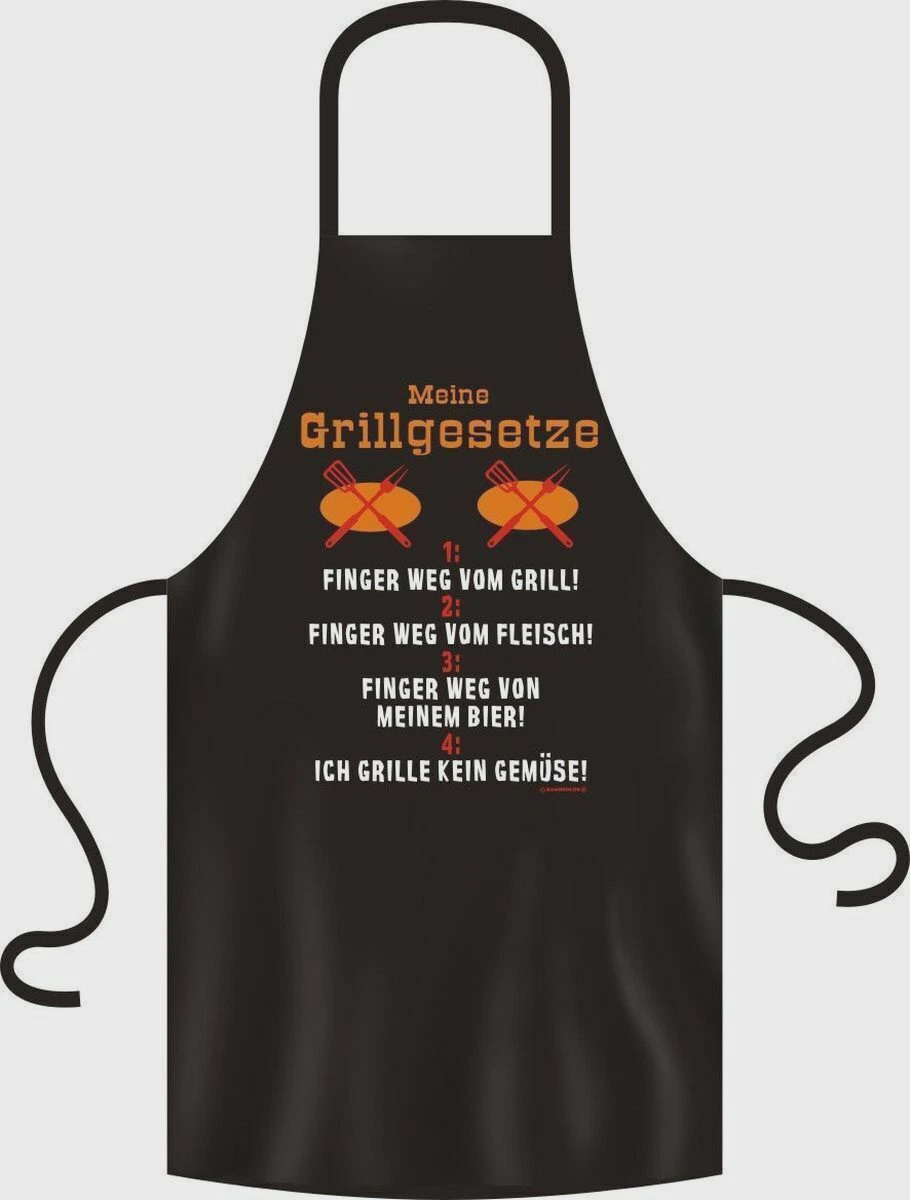 Meine
Grillgesetze
1:
FINGER WEG VOM GRILL!
2:
FINGER WEG VOM FLEISCH!
3:
FINGER WEG VON
MEINEM BIER!
4:
ICH GRILLE KEIN GEMÜSE!